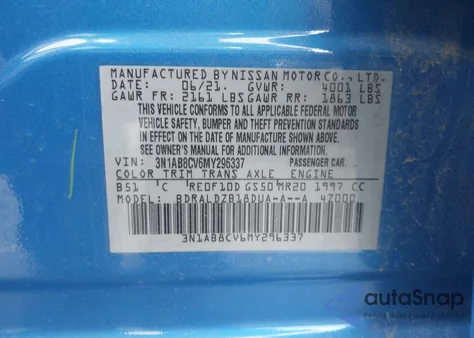 MANUFACTURED BY NISSAN MOTOR CO., LTD.
DATE: 06/21. GVWR: 4001 LBS
GAWR FR: 2161 LBS GAWR RR: 1863 LBS
THIS VEHICLE CONFORMS TO ALL APPLICABLE FEDERAL MOTOR
VEHICLE SAFETY, BUMPER AND THEFT PREVENTION STANDARDS
IN EFFECT ON THE DATE OF MANUFACTURE SHOWN ABOVE.
SEE OWNER'S MANUAL FOR ADDITIONAL INFORMATION.
VIN: 3N1AB8CV6MY296337 PASSENGER CAR.
COLOR TRIM TRANS AXLE ENGINE
B51 C RE0F10D GS50 MR20 1997 CC
MODEL: BDRALDZB18DUA-A--A 4Z000
3N1AB8CV6MY296337
autoSnap